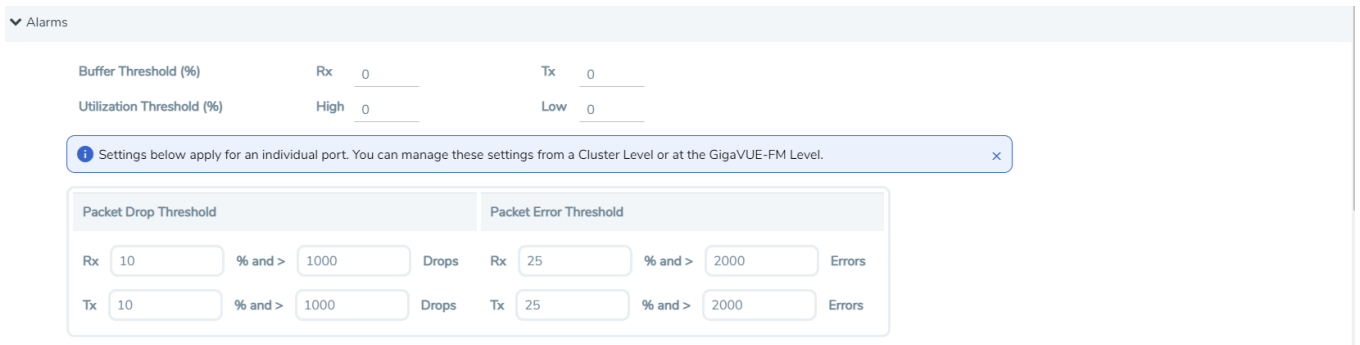 Alarms
Buffer Threshold (%) Rx 0 Tx 0
Utilization Threshold (%) High 0 Low 0
Settings below apply for an individual port. You can manage these settings from a Cluster Level or at the GigaVUE-FM Level.
Packet Drop Threshold Packet Error Threshold
Rx 10 % and > 1000 Drops Rx 25 % and > 2000 Errors
Tx 10 % and > 1000 Drops Tx 25 % and > 2000 Errors